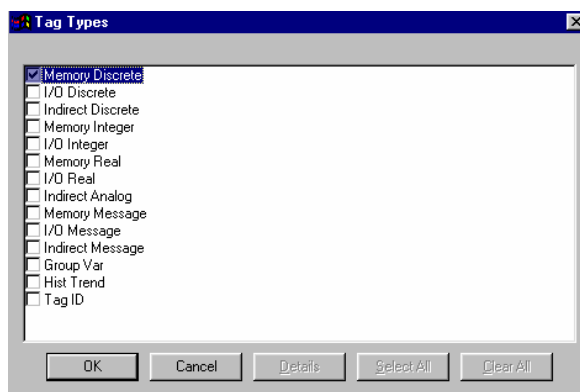 Tag Types
Memory Discrete
I/O Discrete
Indirect Discrete
Memory Integer
I/O Integer
Memory Real
I/O Real
Indirect Analog
Memory Message
I/O Message
Indirect Message
Group Var
Hist Trend
Tag ID
OK Cancel Details Select All Clear All